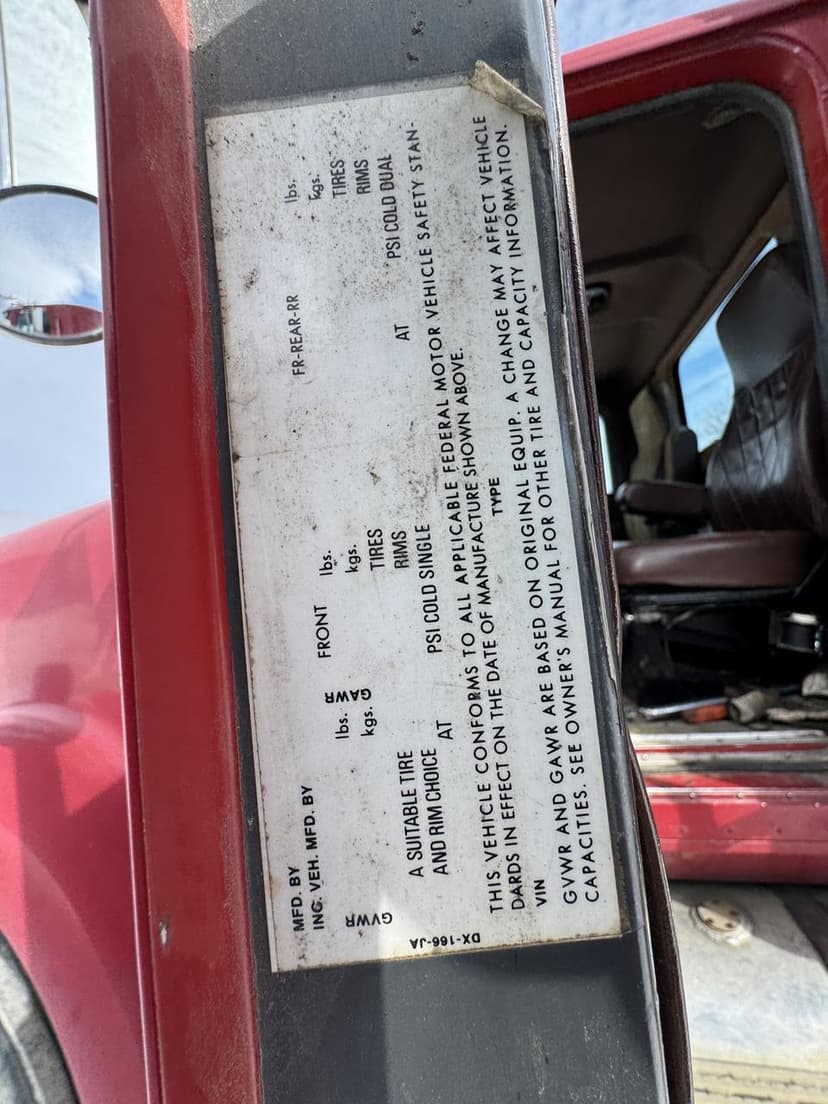 MFD. BY
INC. VEH. MFD. BY
GVWR
lbs.
kgs.
GAWR
FRONT
lbs.
kgs.
TIRES
RIMS
FR-REAR-RR
lbs.
kgs.
TIRES
RIMS
A SUITABLE TIRE
AND RIM CHOICE
AT
PSI COLD SINGLE
AT
PSI COLD DUAL
THIS VEHICLE CONFORMS TO ALL APPLICABLE FEDERAL MOTOR VEHICLE SAFETY STAN-
DARDS IN EFFECT ON THE DATE OF MANUFACTURE SHOWN ABOVE.
VIN
TYPE
GVWR AND GAWR ARE BASED ON ORIGINAL EQUIP. A CHANGE MAY AFFECT VEHICLE
CAPACITIES. SEE OWNER'S MANUAL FOR OTHER TIRE AND CAPACITY INFORMATION.
DX-166-JA